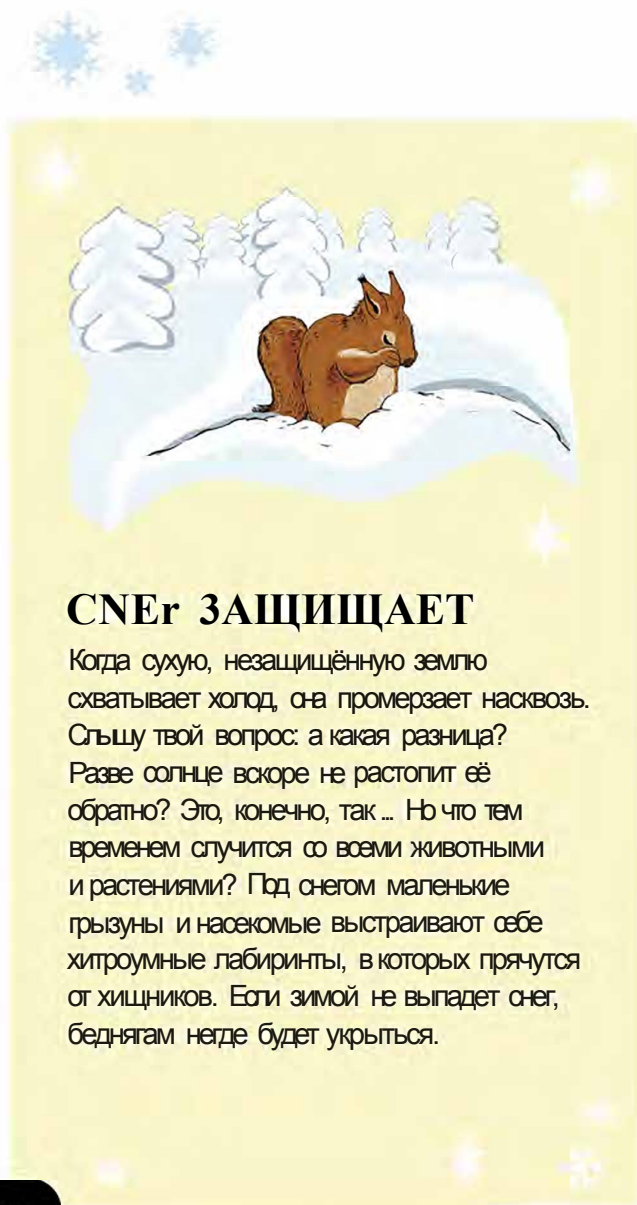 CNEr ЗАЩИЩАЕТ
Когда сухую, незащищённую землю
схватывает холод, она промерзает насквозь.
Слышу твой вопрос: а какая разница?
Разве солнце вскоре не растопит её
обратно? Это, конечно, так ... Но что тем
временем случится со всеми животными
и растениями? Под снегом маленькие
грызуны и насекомые выстраивают себе
хитроумные лабиринты, в которых прячутся
от хищников. Если зимой не выпадет снег,
беднягам негде будет укрыться.